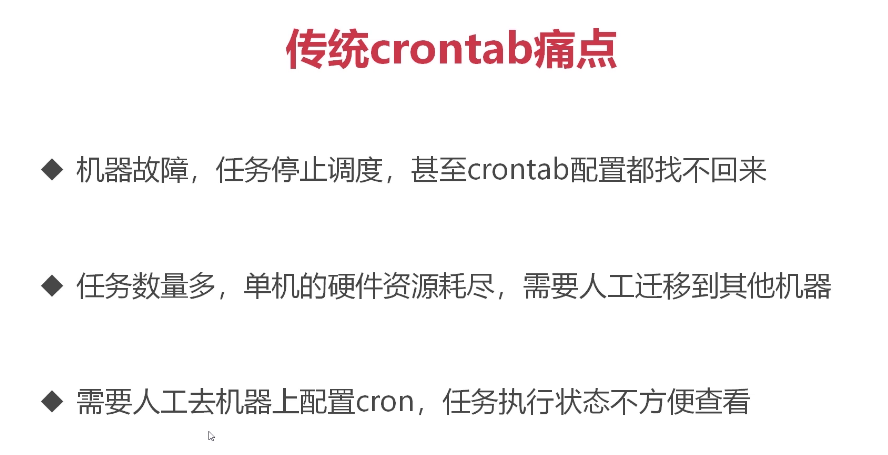 传统crontab痛点
◆ 机器故障，任务停止调度，甚至crontab配置都找不回来
◆ 任务数量多，单机的硬件资源耗尽，需要人工迁移到其他机器
◆ 需要人工去机器上配置cron，任务执行状态不方便查看